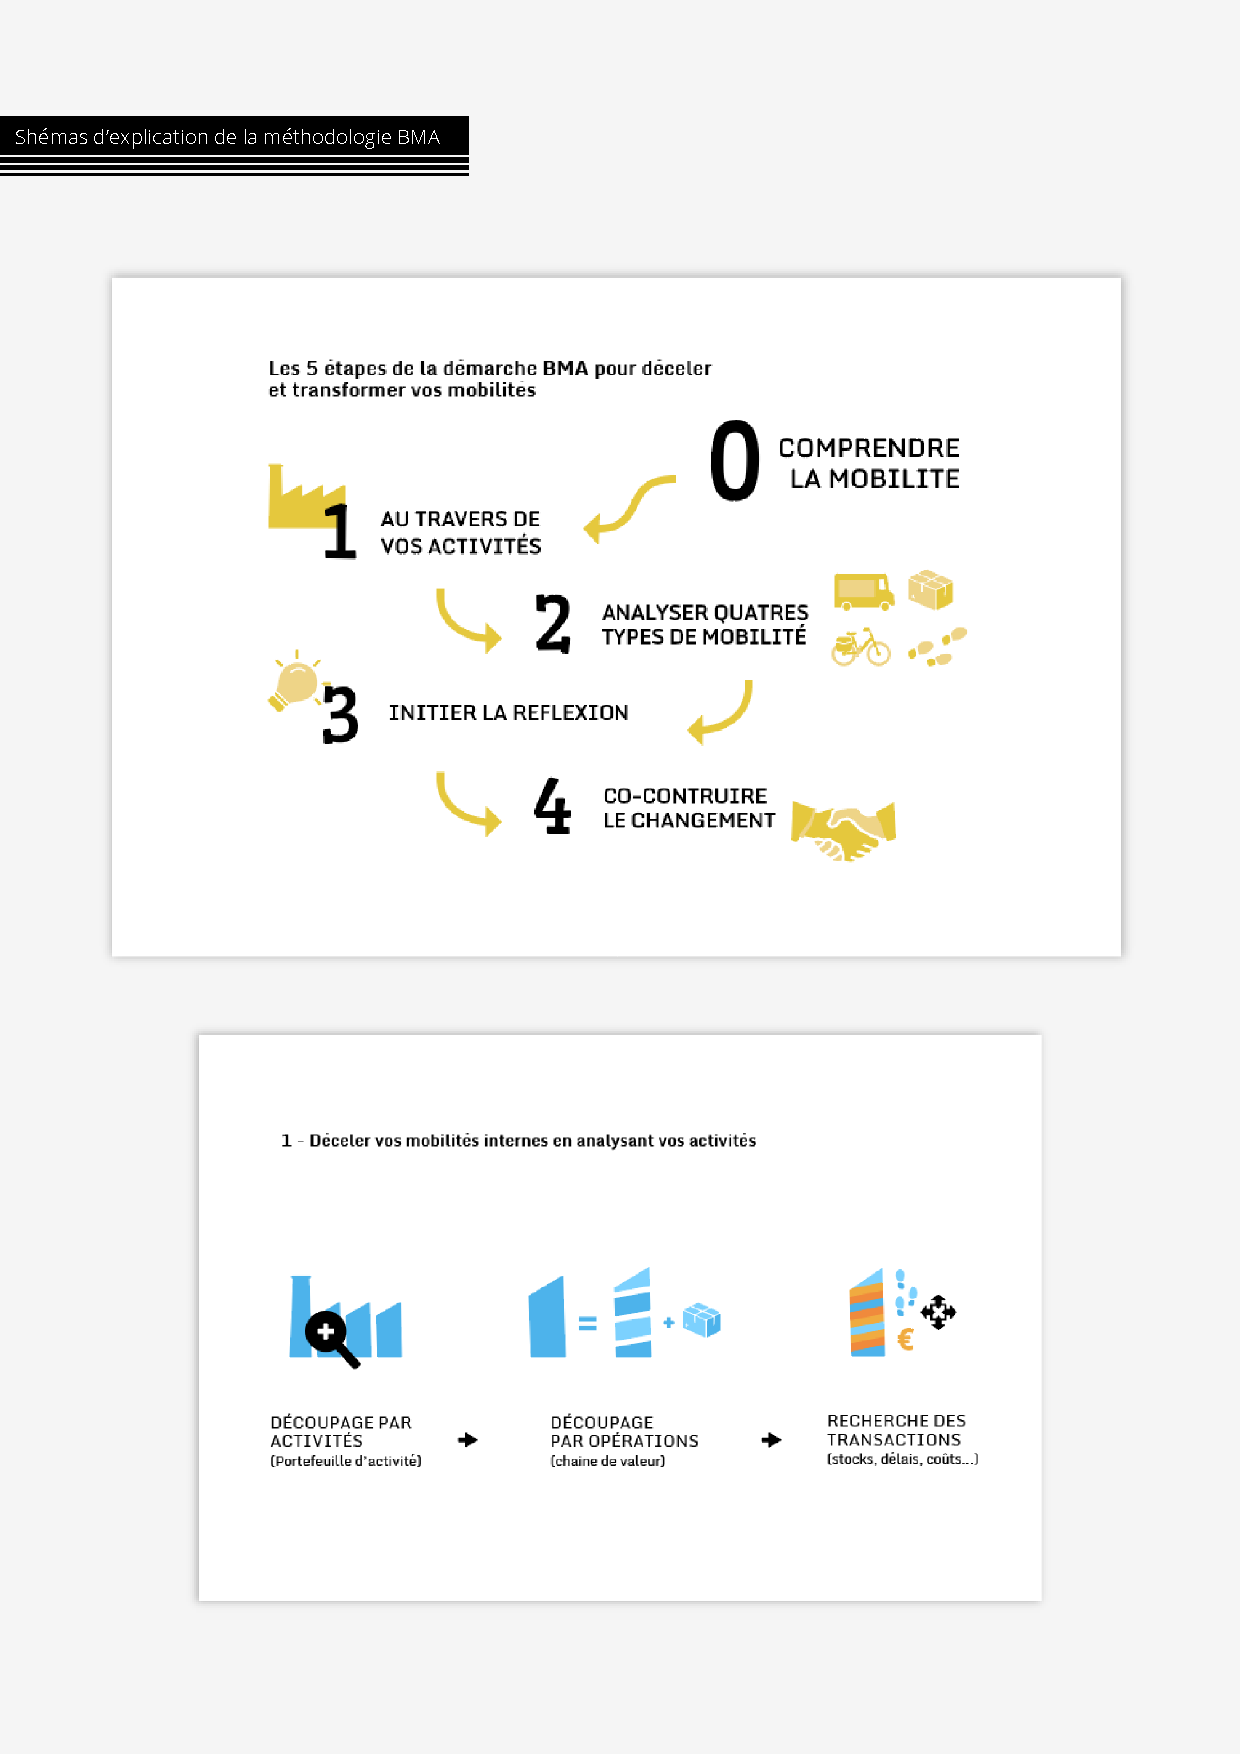 Shémas d'explication de la méthodologie BMA
Les 5 étapes de la démarche BMA pour déceler
et transformer vos mobilités
0 COMPRENDRE
LA MOBILITE
1 AU TRAVERS DE
VOS ACTIVITÉS
2 ANALYSER QUATRES
TYPES DE MOBILITÉ
3 INITIER LA REFLEXION
4 CO-CONTRUIRE
LE CHANGEMENT
1 - Déceler vos mobilités internes en analysant vos activités
= +
€
DÉCOUPAGE PAR
ACTIVITÉS
(Portefeuille d'activité)
DÉCOUPAGE
PAR OPÉRATIONS
(chaine de valeur)
RECHERCHE DES
TRANSACTIONS
(stocks, délais, coûts...)